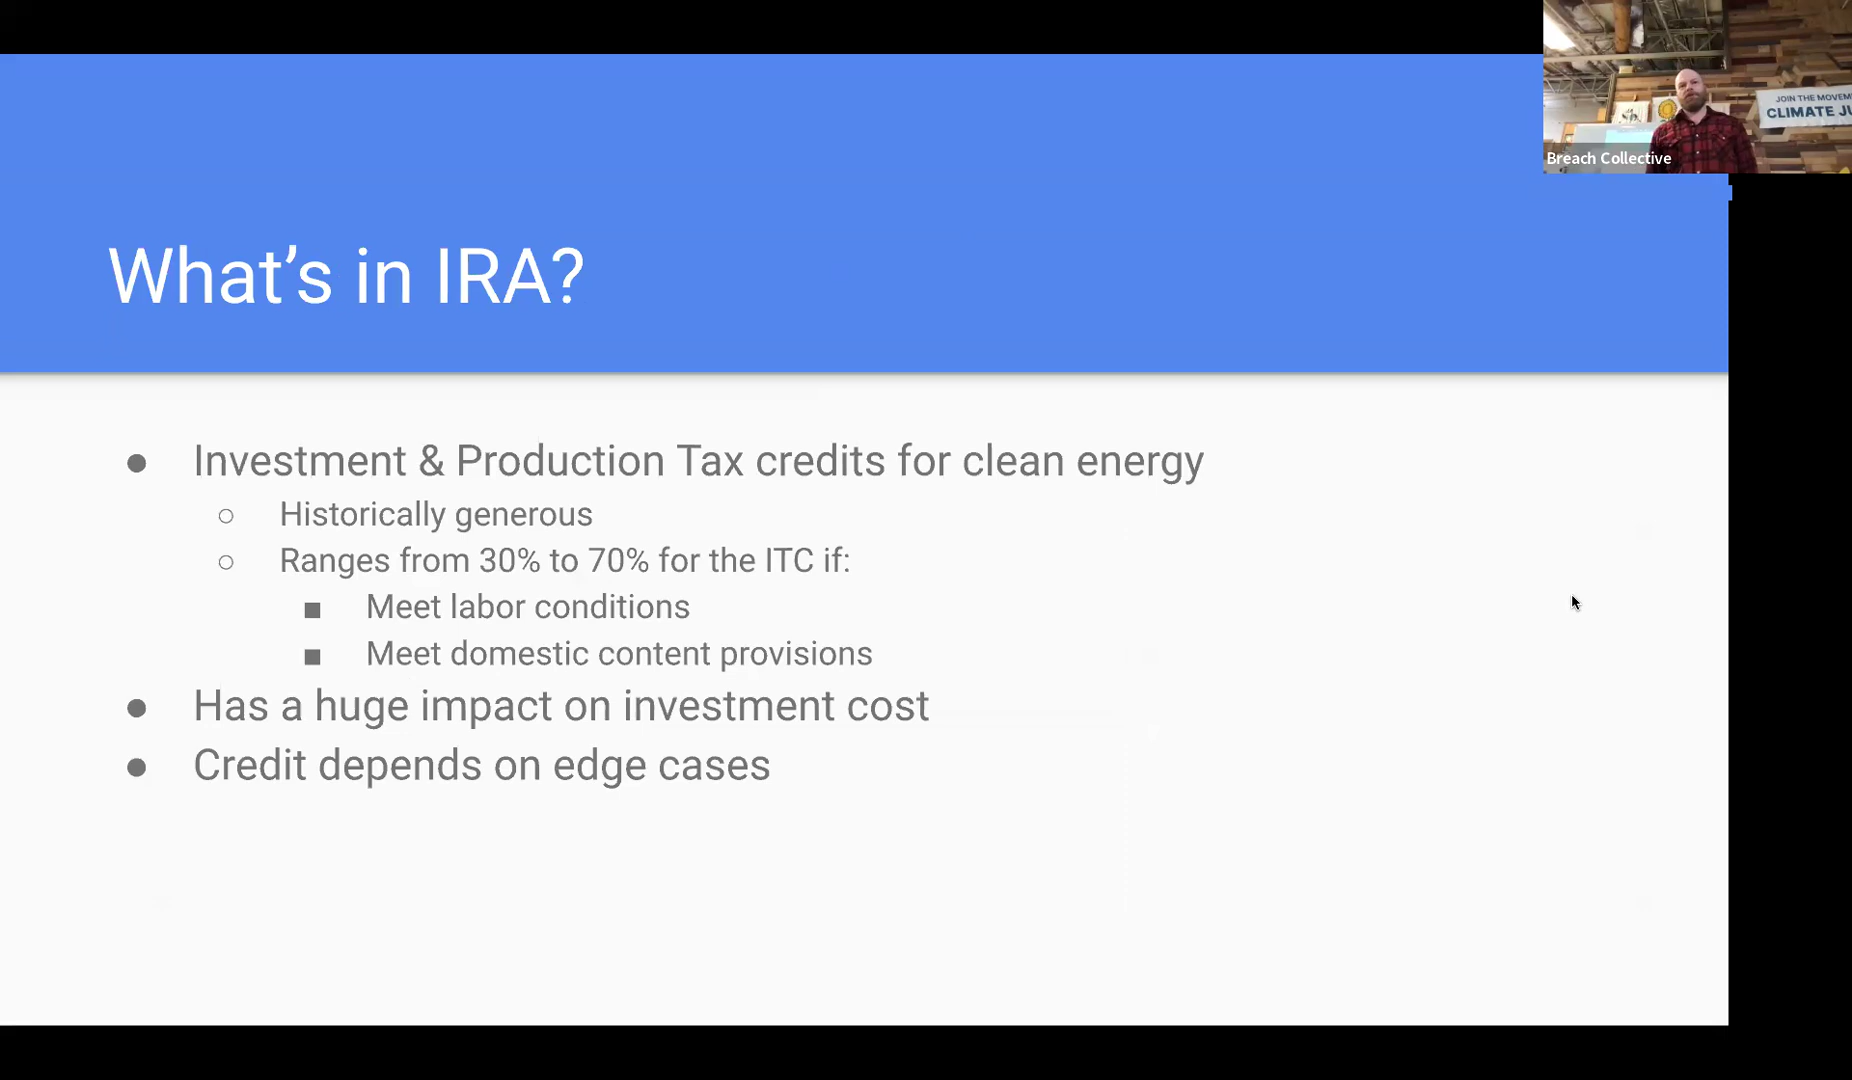 JOIN THE
CLIMATE
Breach Collective
What's in IRA?
● Investment & Production Tax credits for clean energy
○ Historically generous
○ Ranges from 30% to 70% for the ITC if:
■ Meet labor conditions
■ Meet domestic content provisions
● Has a huge impact on investment cost
● Credit depends on edge cases